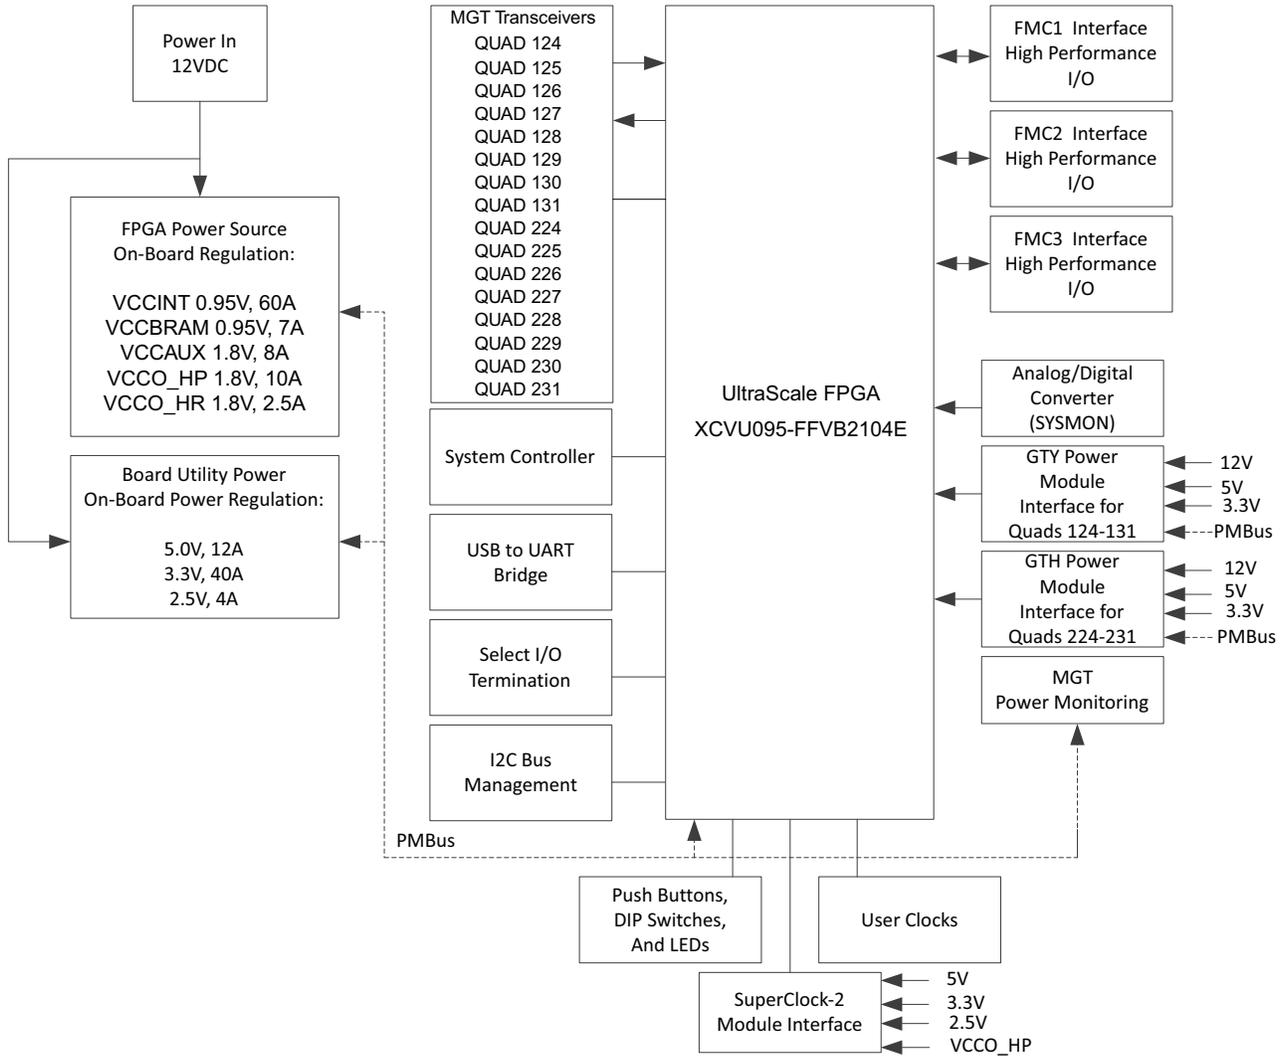 Power In
12VDC
FPGA Power Source
On-Board Regulation:
VCCINT 0.95V, 60A
VCCBRAM 0.95V, 7A
VCCAUX 1.8V, 8A
VCCO_HP 1.8V, 10A
VCCO_HR 1.8V, 2.5A
Board Utility Power
On-Board Power Regulation:
5.0V, 12A
3.3V, 40A
2.5V, 4A
MGT Transceivers
QUAD 124
QUAD 125
QUAD 126
QUAD 127
QUAD 128
QUAD 129
QUAD 130
QUAD 131
QUAD 224
QUAD 225
QUAD 226
QUAD 227
QUAD 228
QUAD 229
QUAD 230
QUAD 231
System Controller
USB to UART
Bridge
Select I/O
Termination
I2C Bus
Management
PMBus
UltraScale FPGA
XCVU095-FFVB2104E
FMC1 Interface
High Performance
I/O
FMC2 Interface
High Performance
I/O
FMC3 Interface
High Performance
I/O
Analog/Digital
Converter
(SYSMON)
GTY Power
Module
Interface for
Quads 124-131
12V
5V
3.3V
PMBus
GTH Power
Module
Interface for
Quads 224-231
12V
5V
3.3V
PMBus
MGT
Power Monitoring
Push Buttons,
DIP Switches,
And LEDs
User Clocks
SuperClock-2
Module Interface
5V
3.3V
2.5V
VCCO_HP